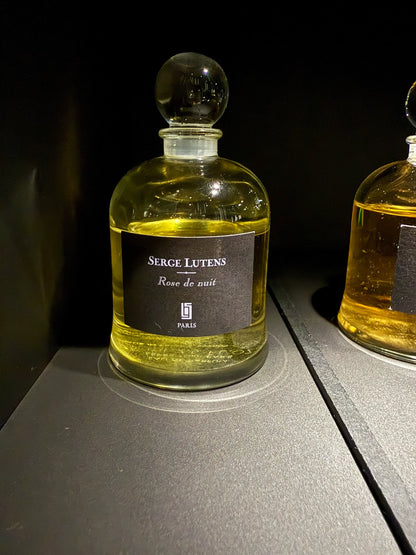 SERGE LUTENS
Rose de nuit
PARIS